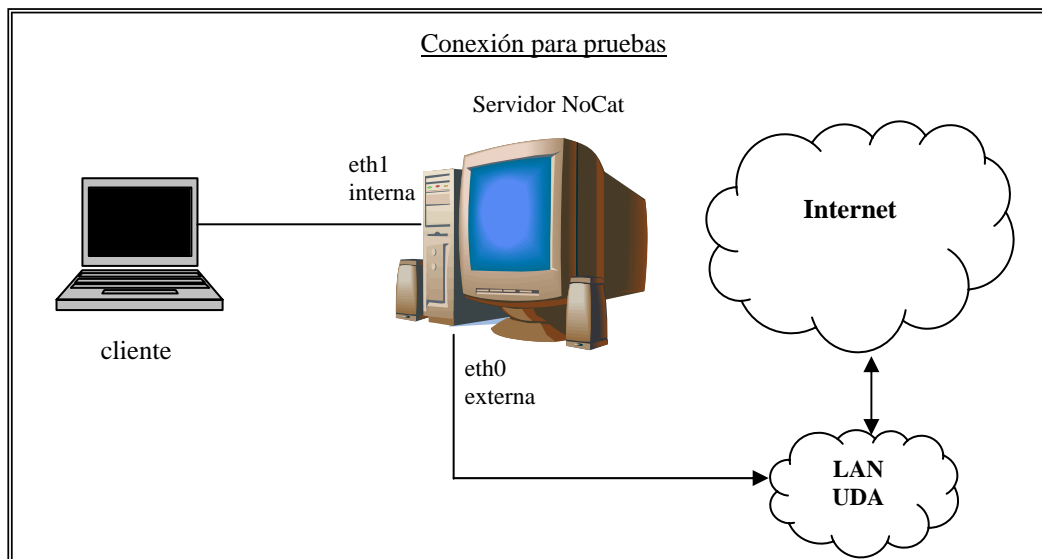 Conexión para pruebas
Servidor NoCat
eth1
interna
Internet
cliente
eth0
externa
LAN
UDA